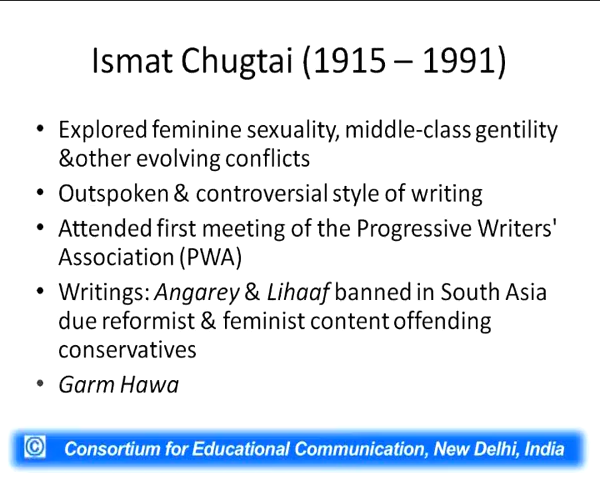 Ismat Chugtai (1915 – 1991)
• Explored feminine sexuality, middle-class gentility
&other evolving conflicts
• Outspoken & controversial style of writing
• Attended first meeting of the Progressive Writers'
Association (PWA)
• Writings: Angarey & Lihaaf banned in South Asia
due reformist & feminist content offending
conservatives
• Garm Hawa
© Consortium for Educational Communication, New Delhi, India